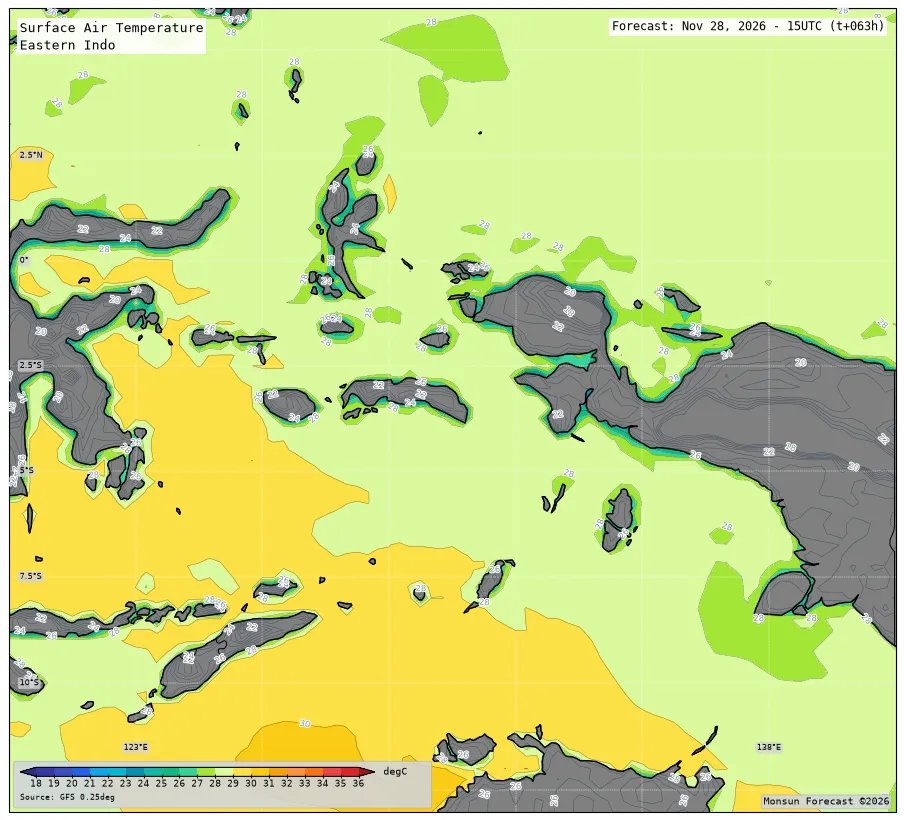 Surface Air Temperature
Eastern Indo
Forecast: Nov 28, 2026 - 15UTC (t+063h)
2.5°N
0°
2.5°S
5°S
7.5°S
10°S
123°E
138°E
30
degC
18 19 20 21 22 23 24 25 26 27 28 29 30 31 32 33 34 35 36
Source: GFS 0.25deg
Monsun Forecast ©2026